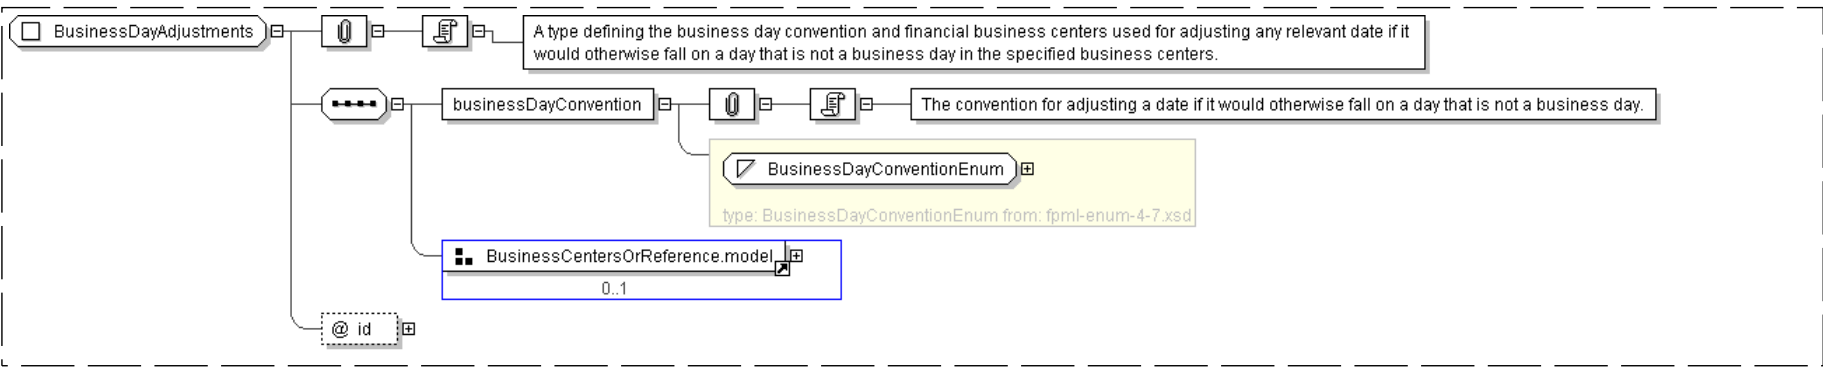 BusinessDayAdjustments
A type defining the business day convention and financial business centers used for adjusting any relevant date if it
would otherwise fall on a day that is not a business day in the specified business centers.
businessDayConvention
The convention for adjusting a date if it would otherwise fall on a day that is not a business day.
BusinessDayConventionEnum
type: BusinessDayConventionEnum from: fpml-enum-4-7.xsd
BusinessCentersOrReference.model
0..1
@ id